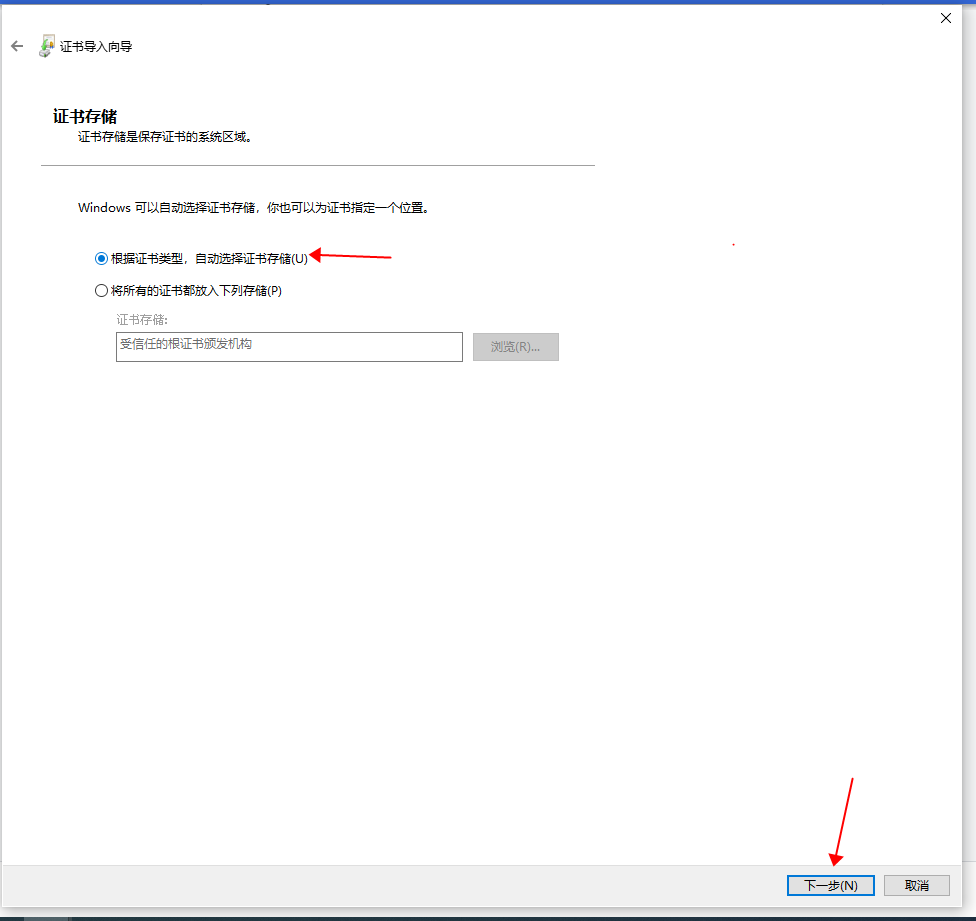 证书导入向导
证书存储
证书存储是保存证书的系统区域。
Windows 可以自动选择证书存储，你也可以为证书指定一个位置。
根据证书类型，自动选择证书存储(U)
将所有的证书都放入下列存储(P)
证书存储:
受信任的根证书颁发机构
浏览(R)...
下一步(N)
取消